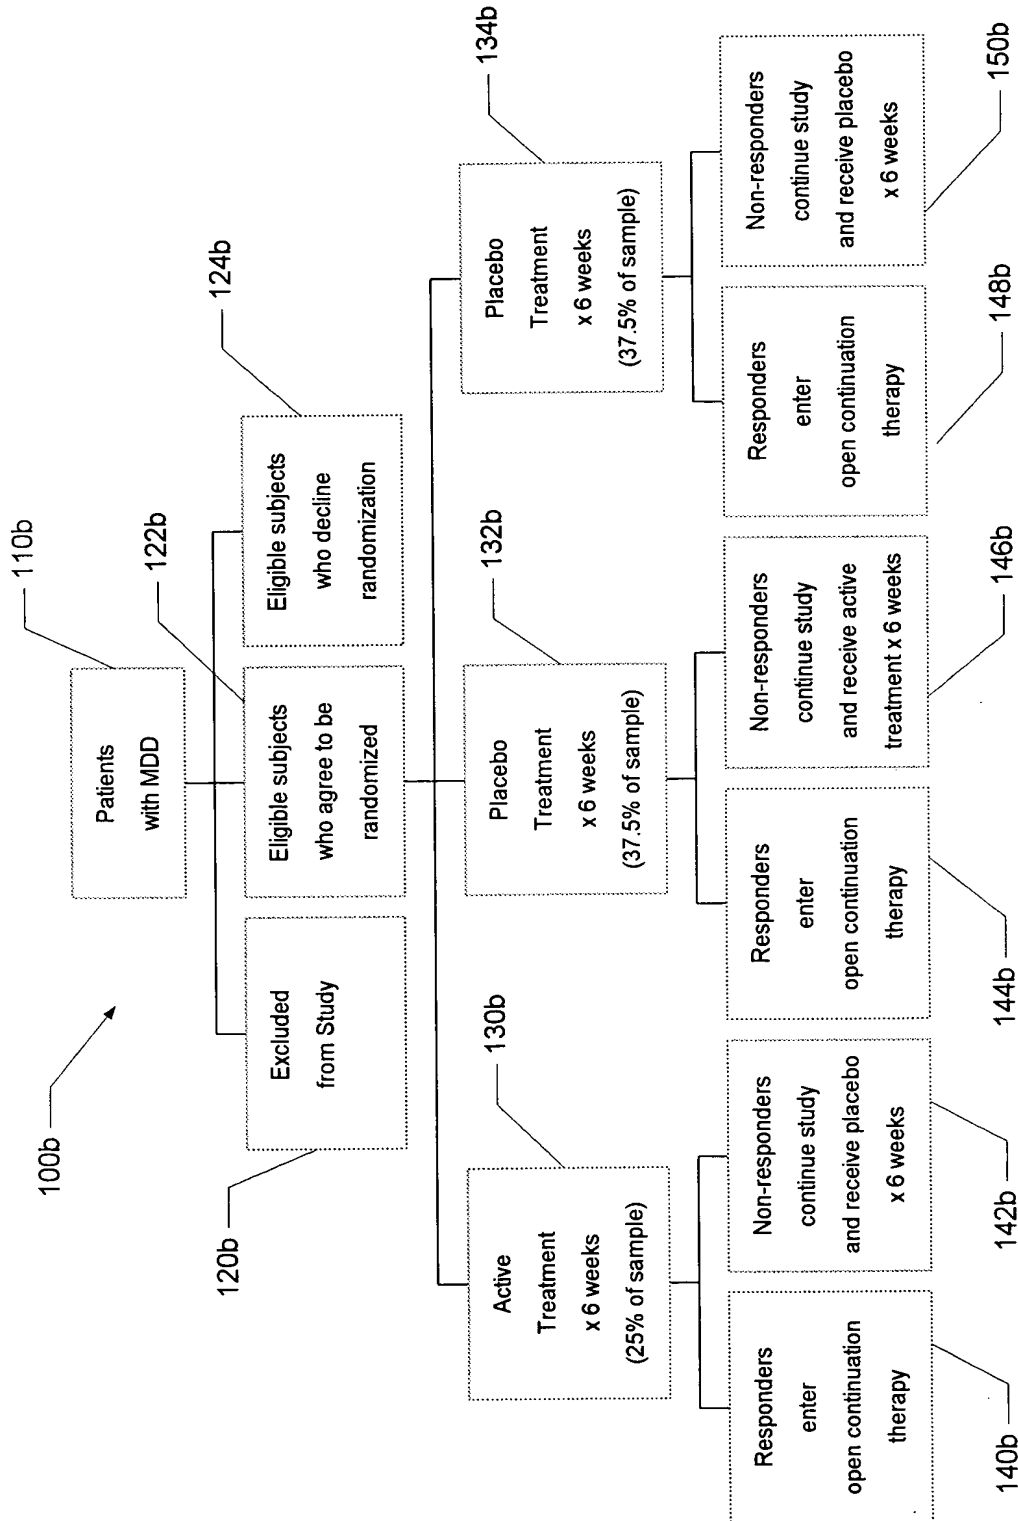 100b
110b
Patients
with MDD
120b
122b
124b
Excluded
from Study
Eligible subjects
who agree to be
randomized
Eligible subjects
who decline
randomization
130b
132b
134b
Active
Treatment
x 6 weeks
(25% of sample)
Placebo
Treatment
x 6 weeks
(37.5% of sample)
Placebo
Treatment
x 6 weeks
(37.5% of sample)
Responders
enter
open continuation
therapy
Non-responders
continue study
and receive placebo
x 6 weeks
Responders
enter
open continuation
therapy
Non-responders
continue study
and receive active
treatment x 6 weeks
Responders
enter
open continuation
therapy
Non-responders
continue study
and receive placebo
x 6 weeks
140b
142b
144b
146b
148b
150b